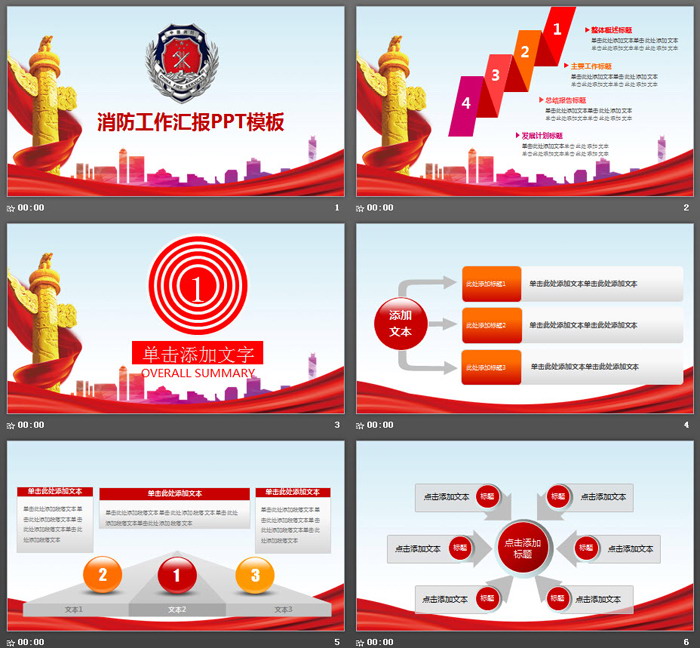 消防工作汇报PPT模板
00:00
1
1
2
3
4
整体概述标题
单击此处添加文本单击此处添加文本
单击此处添加文本单击此处添加文本
主要工作标题
单击此处添加文本单击此处添加文本
单击此处添加文本单击此处添加文本
总结报告标题
单击此处添加文本单击此处添加文本
单击此处添加文本单击此处添加文本
发展计划标题
单击此处添加文本单击此处添加文本
单击此处添加文本单击此处添加文本
00:00
2
1
单击添加文字
OVERALL SUMMARY
00:00
3
添加
文本
此处添加标题1
单击此处添加文本单击此处添加文本
此处添加标题2
单击此处添加文本单击此处添加文本
此处添加标题3
单击此处添加文本单击此处添加文本
00:00
4
单击此处添加文本
单击此处添加段落文本单击
此处添加段落文本单击此处
添加段落文本单击此处添加
段落文本单击此处添加
单击此处添加文本
单击此处添加段落文本单击此处添加文本单击此处
添加段落文本单击此处添加文本
单击此处添加文本
单击此处添加段落文本单击
此处添加段落文本单击此处
添加段落文本单击此处添加
2
1
3
文本1
文本2
文本3
00:00
5
点击添加文本
标题
标题
点击添加文本
点击添加文本
标题
点击添加
标题
标题
点击添加文本
点击添加文本
标题
标题
点击添加文本
00:00
6